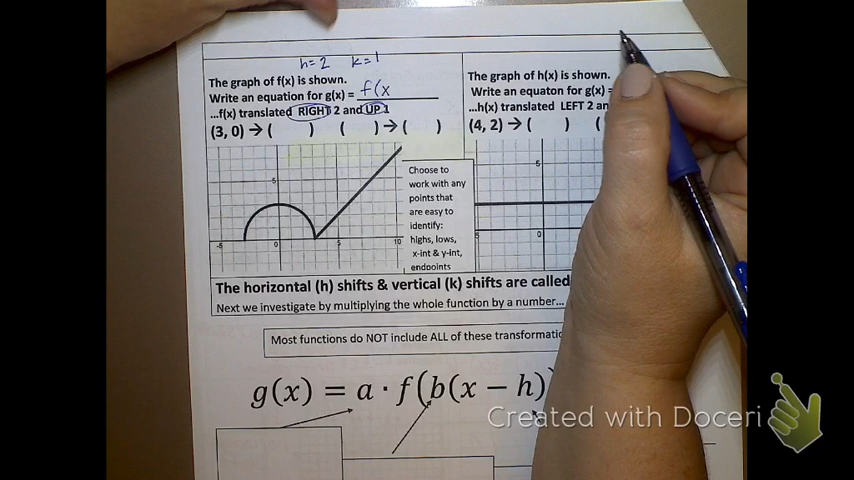 h=2 k=1
The graph of f(x) is shown.
Write an equation for g(x) = f(x
...f(x) translated RIGHT 2 and UP 1
(3, 0) → ( ) ( ) → ( )
5
-5
0
5
10
Choose to
work with any
points that
are easy to
identify:
highs, lows,
x-int & y-int,
endpoints
The graph of h(x) is shown.
Write an equaton for g(x) =
...h(x) translated LEFT 2 an
(4, 2) → ( ) (
5
0
The horizontal (h) shifts & vertical (k) shifts are called
Next we investigate by multiplying the whole function by a number...
Most functions do NOT include ALL of these transformatio
g(x) = a · f(b(x − h)
Created with Doceri